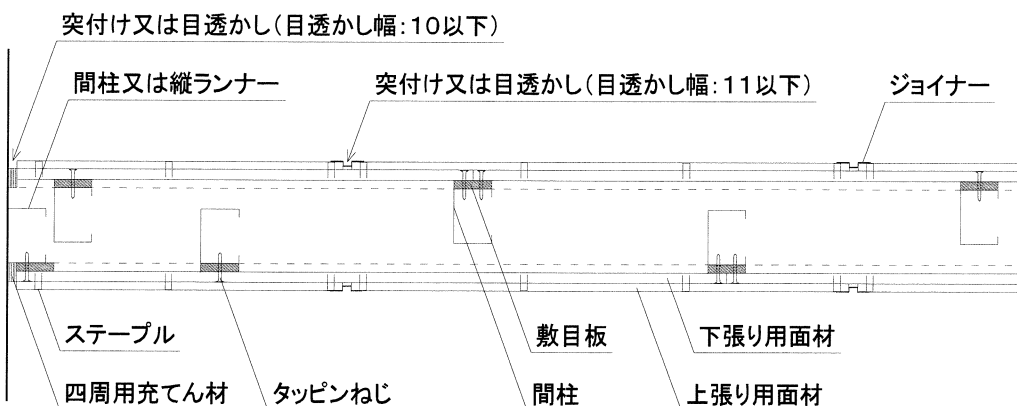 突付け又は目透かし(目透かし幅:10以下)
間柱又は縦ランナー
突付け又は目透かし(目透かし幅:11以下)
ジョイナー
ステープル
敷目板
下張り用面材
四周用充てん材
タッピンねじ
間柱
上張り用面材